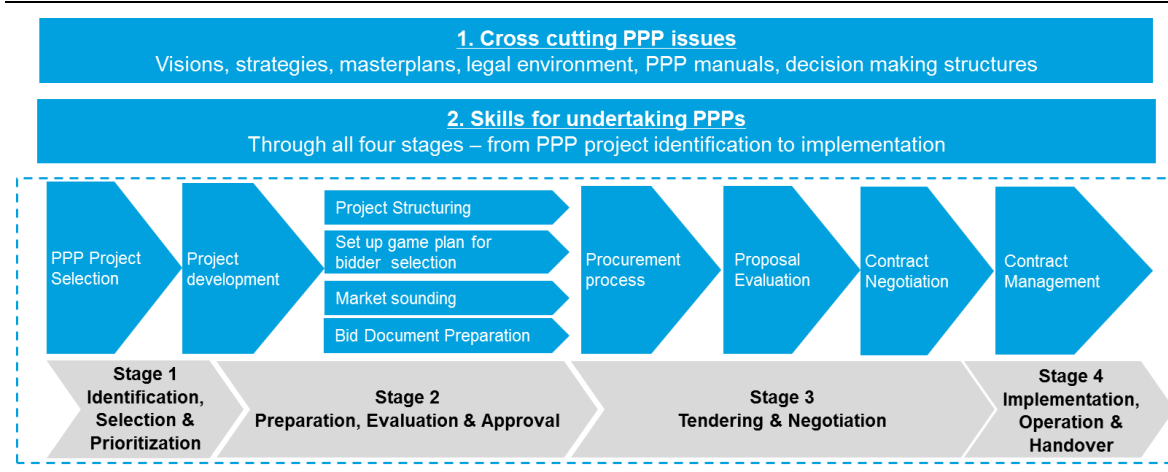 1. Cross cutting PPP issues
Visions, strategies, masterplans, legal environment, PPP manuals, decision making structures
2. Skills for undertaking PPPs
Through all four stages – from PPP project identification to implementation
PPP Project
Selection
Project
development
Project Structuring
Set up game plan for
bidder selection
Market sounding
Bid Document Preparation
Procurement
process
Proposal
Evaluation
Contract
Negotiation
Contract
Management
Stage 1
Identification,
Selection &
Prioritization
Stage 2
Preparation, Evaluation & Approval
Stage 3
Tendering & Negotiation
Stage 4
Implementation,
Operation &
Handover